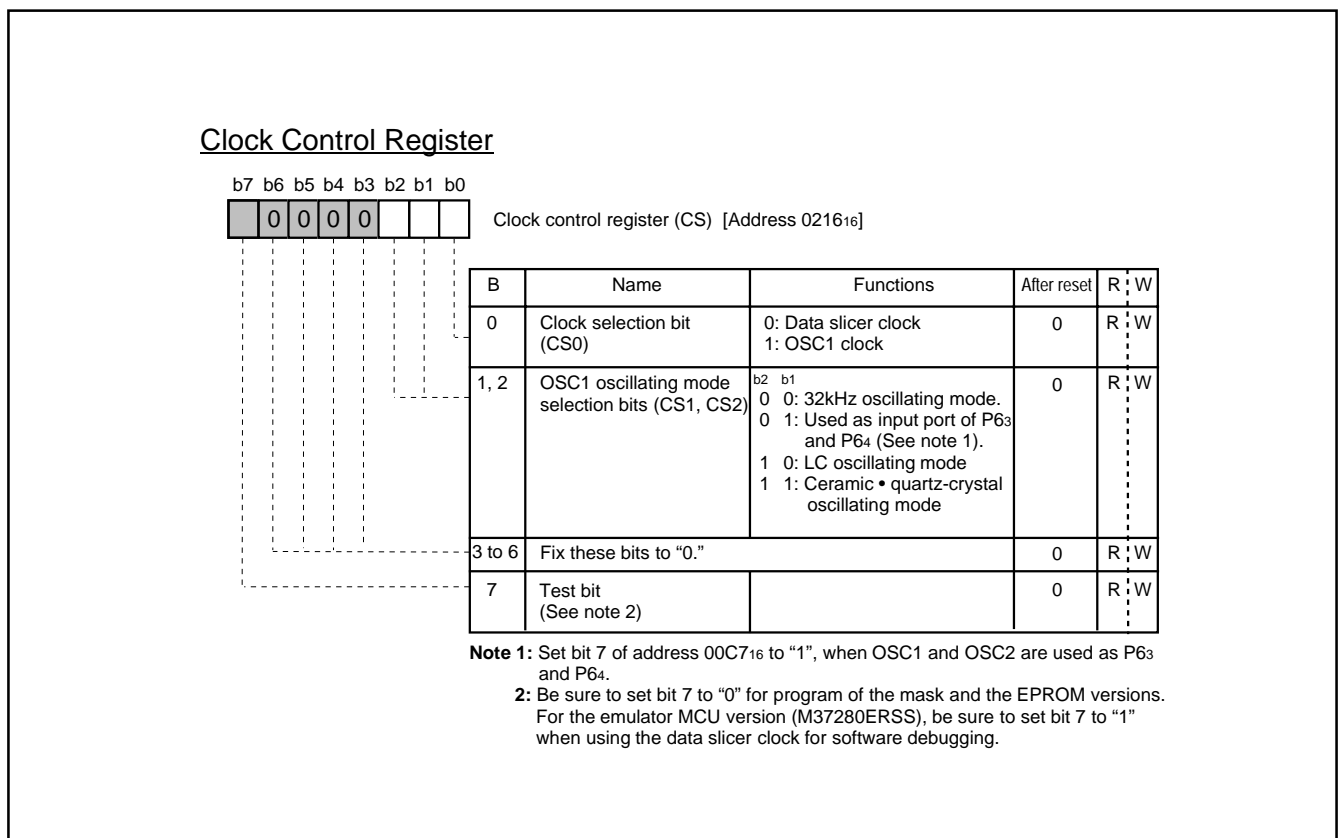 Clock Control Register
b7 b6 b5 b4 b3 b2 b1 b0
0 0 0 0
Clock control register (CS) [Address 021616]
B Name Functions After reset R W
0 Clock selection bit (CS0) 0: Data slicer clock 0 R W
1: OSC1 clock
1, 2 OSC1 oscillating mode selection bits (CS1, CS2) b2 b1 0 R W
0 0: 32kHz oscillating mode.
0 1: Used as input port of P63
and P64 (See note 1).
1 0: LC oscillating mode
1 1: Ceramic • quartz-crystal
oscillating mode
3 to 6 Fix these bits to “0.” 0 R W
7 Test bit 0 R W
(See note 2)
Note 1: Set bit 7 of address 00C716 to “1”, when OSC1 and OSC2 are used as P63
and P64.
2: Be sure to set bit 7 to “0” for program of the mask and the EPROM versions.
For the emulator MCU version (M37280ERSS), be sure to set bit 7 to “1”
when using the data slicer clock for software debugging.